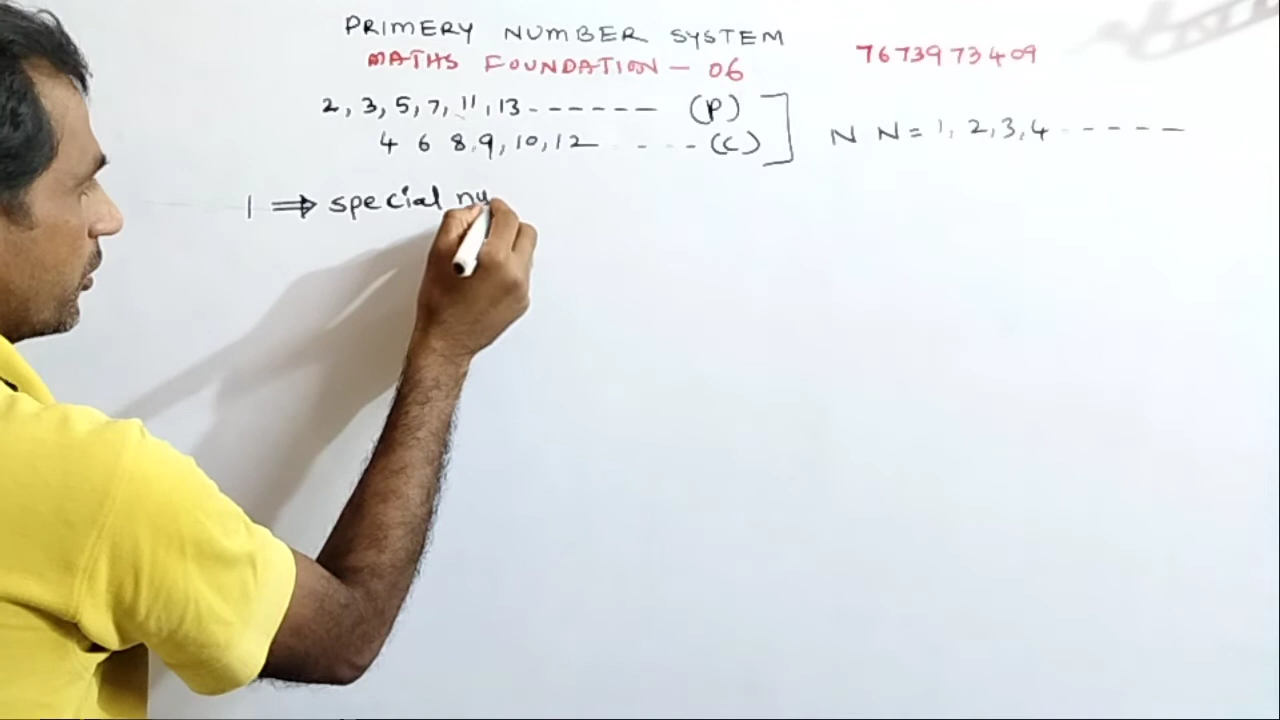 PRIMERY NUMBER SYSTEM
MATHS FOUNDATION - 06
7673973409
2, 3, 5, 7, 11, 13 ------ (P)
4 6 8, 9, 10, 12 - - - - (C)
N N = 1, 2, 3, 4 - - - - -
1 ⇒ special nu